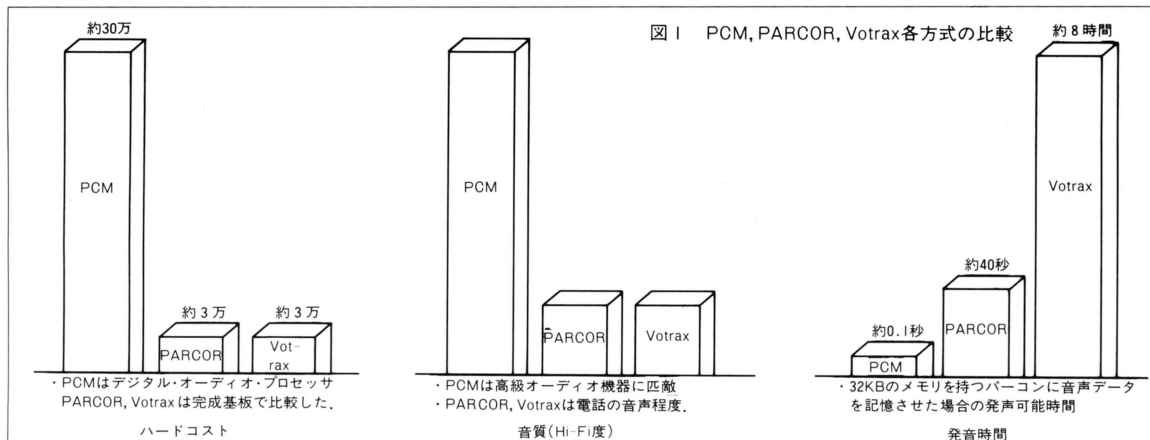 図1 PCM, PARCOR, Votrax各方式の比較
約30万
PCM
約3万
PARCOR
約3万
Vot-
rax
・PCMはデジタル・オーディオ・プロセッサ
PARCOR, Votraxは完成基板で比較した.
ハードコスト
PCM
PARCOR
Votrax
・PCMは高級オーディオ機器に匹敵
・PARCOR, Votraxは電話の音声程度.
音質(Hi-Fi度)
約0.1秒
PCM
約40秒
PARCOR
約8時間
Votrax
・32KBのメモリを持つパーコンに音声データ
を記憶させた場合の発声可能時間
発音時間